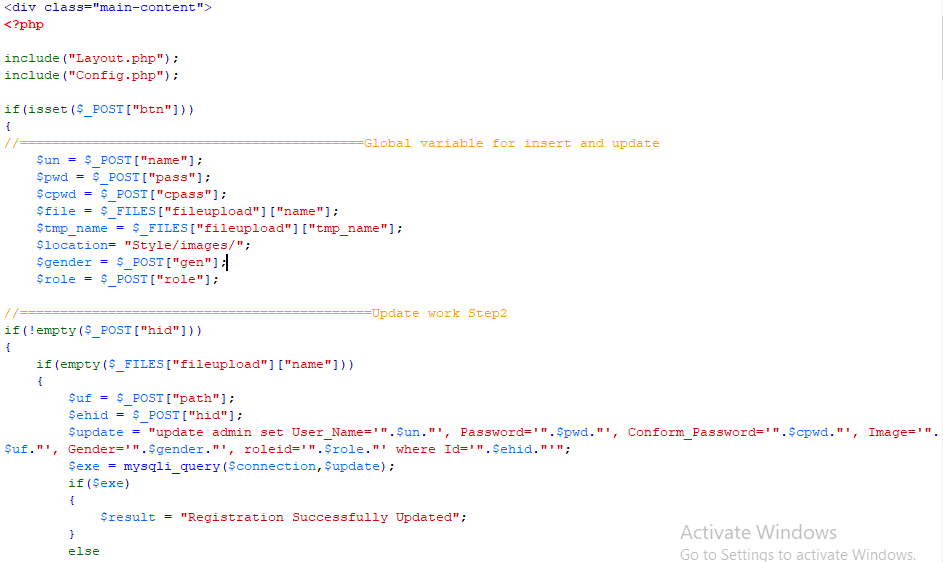 <div class="main-content">
<?php
include("Layout.php");
include("Config.php");
if(isset($_POST["btn"]))
{
//===========================================Global variable for insert and update
$un = $_POST["name"];
$pwd = $_POST["pass"];
$cpwd = $_POST["cpass"];
$file = $_FILES["fileupload"]["name"];
$tmp_name = $_FILES["fileupload"]["tmp_name"];
$location= "Style/images/";
$gender = $_POST["gen"];
$role = $_POST["role"];
//============================================Update work Step2
if(!empty($_POST["hid"]))
{
if(empty($_FILES["fileupload"]["name"]))
{
$uf = $_POST["path"];
$ehid = $_POST["hid"];
$update = "update admin set User_Name='".$un."', Password='".$pwd."', Conform_Password='".$cpwd."', Image='".
$uf."', Gender='".$gender."', roleid='".$role."' where Id='".$ehid."'";
$exe = mysqli_query($connection,$update);
if($exe)
{
$result = "Registration Successfully Updated";
}
else
Activate Windows
Go to Settings to activate Windows.